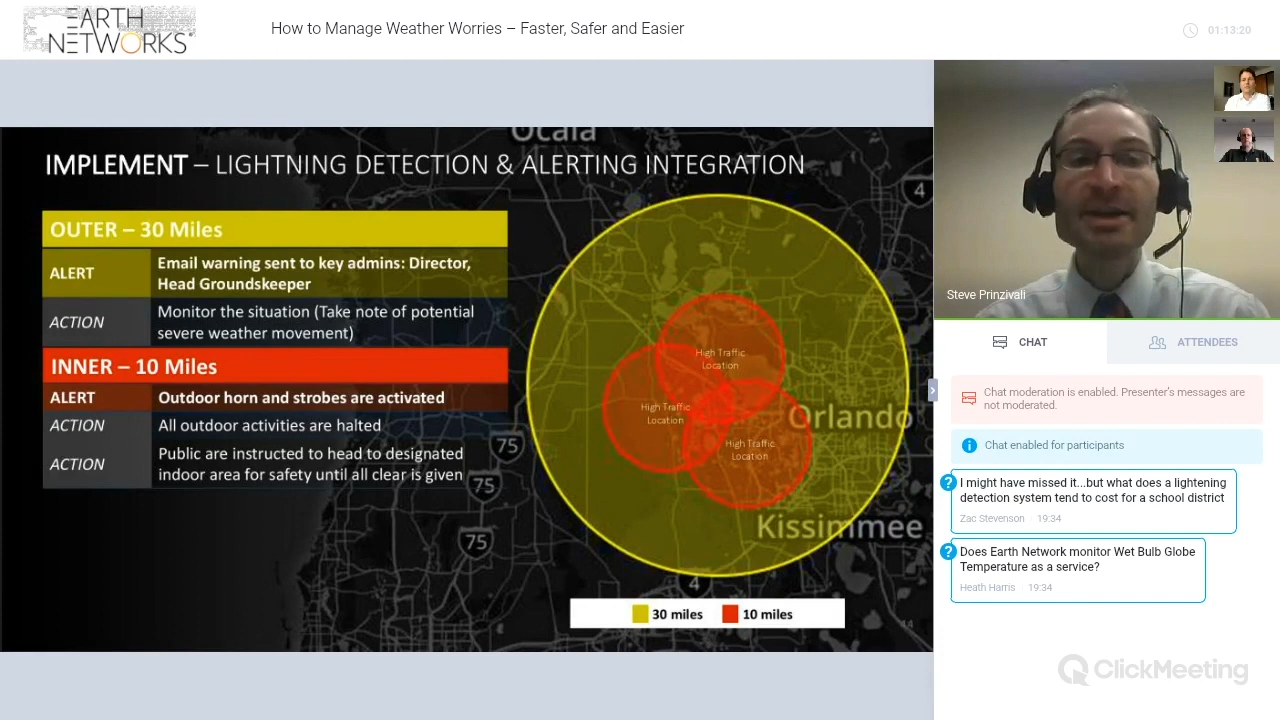 EARTH
NETWORKS
How to Manage Weather Worries – Faster, Safer and Easier
01:13:20
Ocala
IMPLEMENT – LIGHTNING DETECTION & ALERTING INTEGRATION
4
OUTER – 30 Miles
ALERT
Email warning sent to key admins: Director,
Head Groundskeeper
ACTION
Monitor the situation (Take note of potential
severe weather movement)
INNER – 10 Miles
ALERT
Outdoor horn and strobes are activated
ACTION
All outdoor activities are halted
ACTION
Public are instructed to head to designated
indoor area for safety until all clear is given
High Traffic
Location
High Traffic
Location
High Traffic
Location
Orlando
Kissimmee
75
75
75
4
30 miles
10 miles
14
Steve Prinzivali
CHAT
ATTENDEES
Chat moderation is enabled. Presenter's messages are
not moderated.
Chat enabled for participants
I might have missed it...but what does a lightening
detection system tend to cost for a school district
Zac Stevenson 19:34
Does Earth Network monitor Wet Bulb Globe
Temperature as a service?
Heath Harris 19:34
ClickMeeting